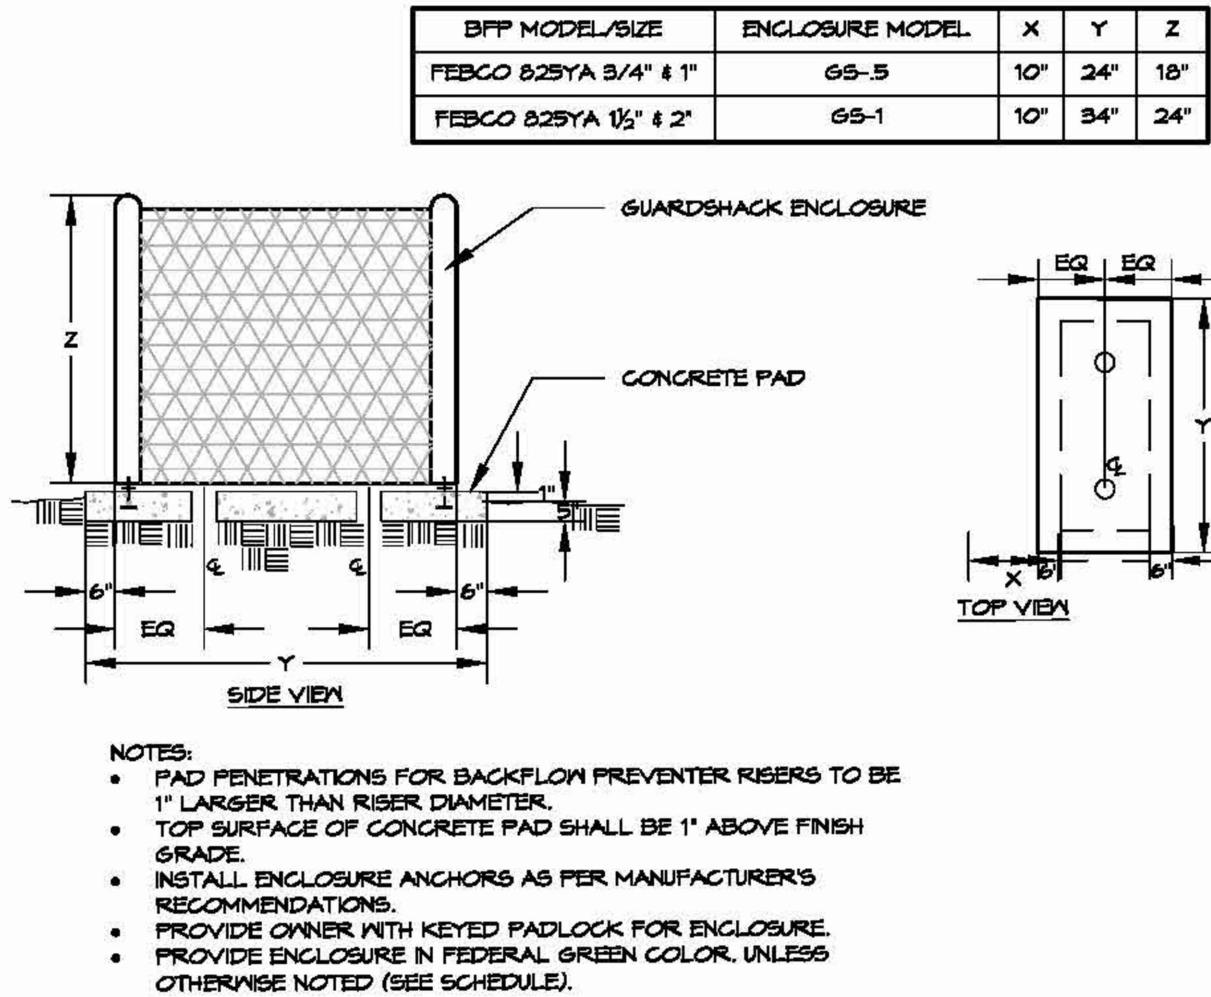 BFP MODEL/SIZE ENCLOSURE MODEL X Y Z
FEBCO 825YA 3/4" & 1" GS-.5 10" 24" 18"
FEBCO 825YA 1½" & 2" GS-1 10" 34" 24"
GUARDSHACK ENCLOSURE
EQ EQ
Z
CONCRETE PAD
Y
1"
5"
℄ ℄
℄
6" 6"
X 6" 6"
TOP VIEW
EQ EQ
Y
SIDE VIEW
NOTES:
• PAD PENETRATIONS FOR BACKFLOW PREVENTER RISERS TO BE
1" LARGER THAN RISER DIAMETER.
• TOP SURFACE OF CONCRETE PAD SHALL BE 1" ABOVE FINISH
GRADE.
• INSTALL ENCLOSURE ANCHORS AS PER MANUFACTURER'S
RECOMMENDATIONS.
• PROVIDE OWNER WITH KEYED PADLOCK FOR ENCLOSURE.
• PROVIDE ENCLOSURE IN FEDERAL GREEN COLOR, UNLESS
OTHERWISE NOTED (SEE SCHEDULE).